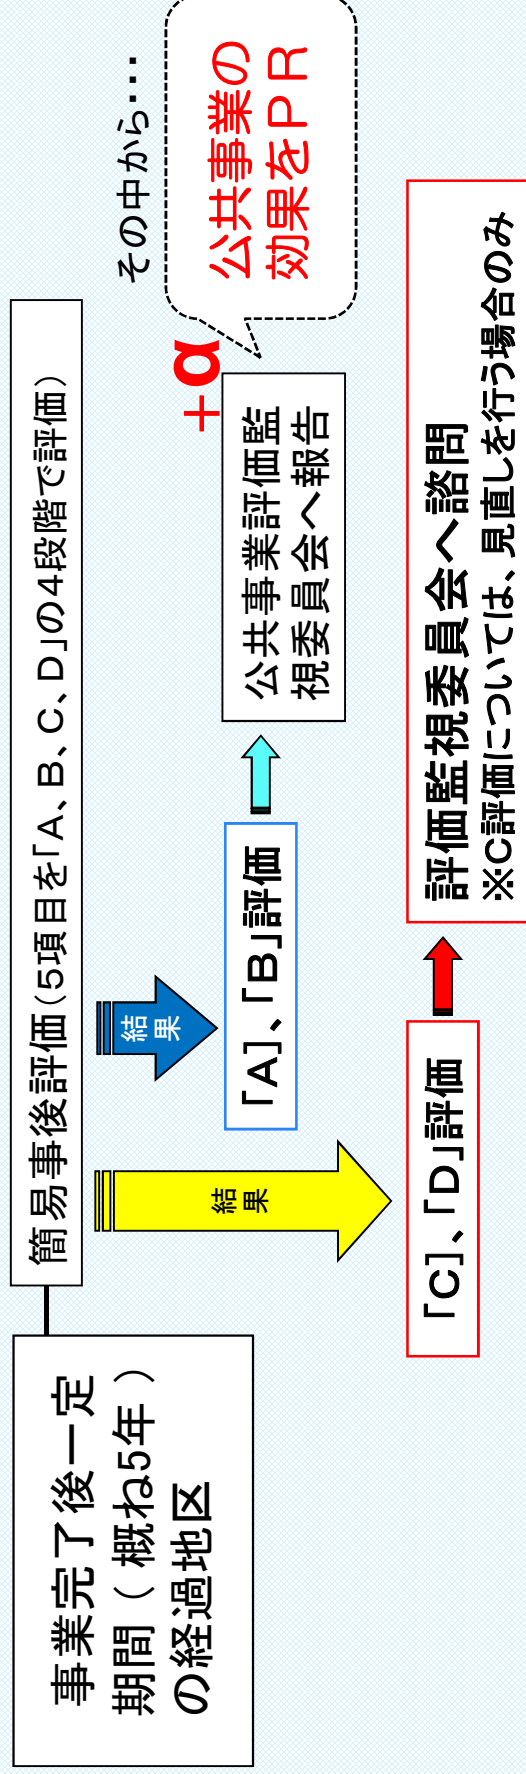 事業完了後一定
期間（概ね5年）
の経過地区
簡易事後評価（５項目を「A、B、C、D」の４段階で評価）
結果
結果
「A］、「B」評価
公共事業評価監
視委員会へ報告
＋α
その中から・・・
公共事業の
効果をＰＲ
「C］、「D」評価
評価監視委員会へ諮問
※C評価については、見直しを行う場合のみ